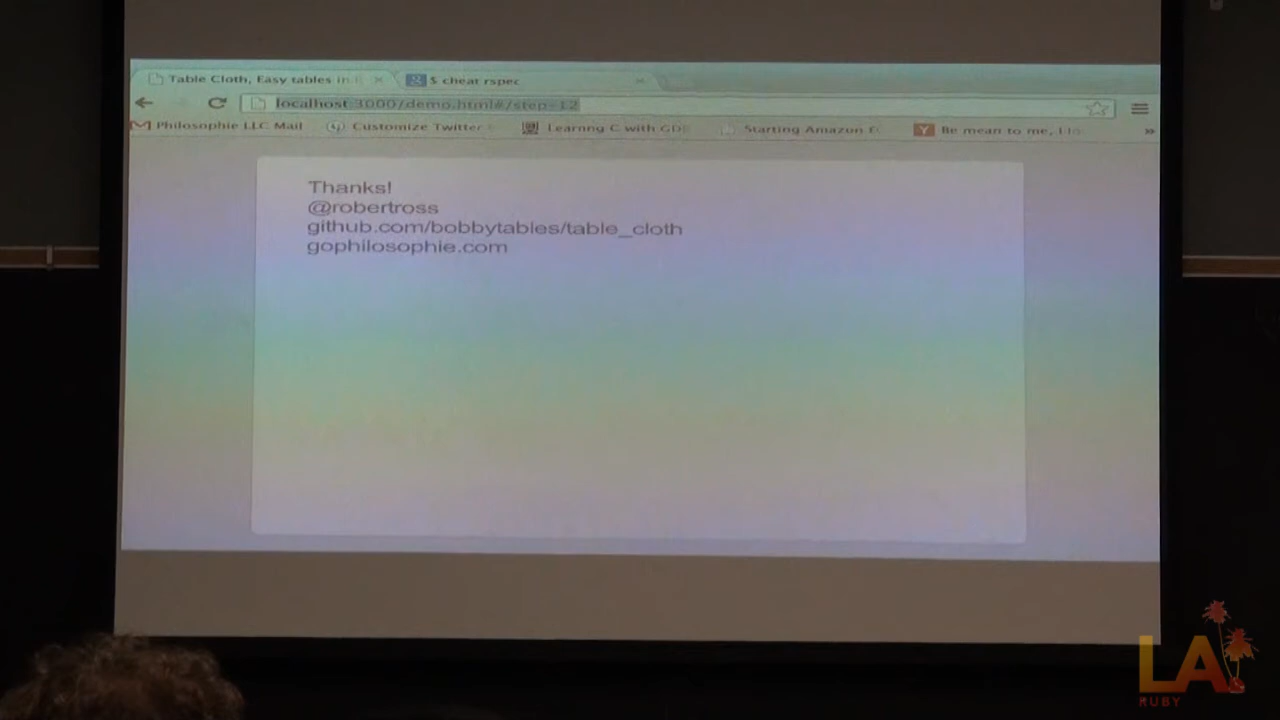 Table Cloth, Easy tables in
$ cheat rspec
localhost:3000/demo.html#/step-12
Philosophie LLC Mail
Customize Twitter
Learning C with GD
Starting Amazon
Be mean to me, I
Thanks!
@robertross
github.com/bobbytables/table_cloth
gophilosophie.com
LA
RUBY